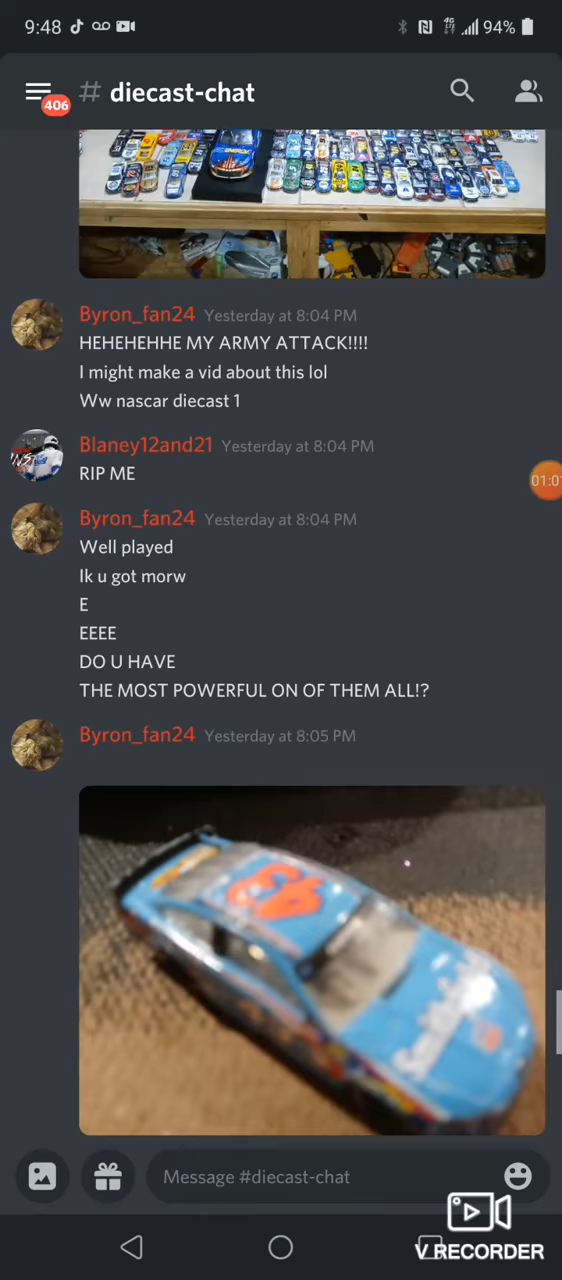 9:48
4G
94%
406
# diecast-chat
Byron_fan24 Yesterday at 8:04 PM
HEHEHEHHE MY ARMY ATTACK!!!!
I might make a vid about this lol
Ww nascar diecast 1
Blaney12and21 Yesterday at 8:04 PM
RIP ME
01:0
Byron_fan24 Yesterday at 8:04 PM
Well played
Ik u got morw
E
EEEE
DO U HAVE
THE MOST POWERFUL ON OF THEM ALL!?
Byron_fan24 Yesterday at 8:05 PM
43
Message #diecast-chat
V RECORDER